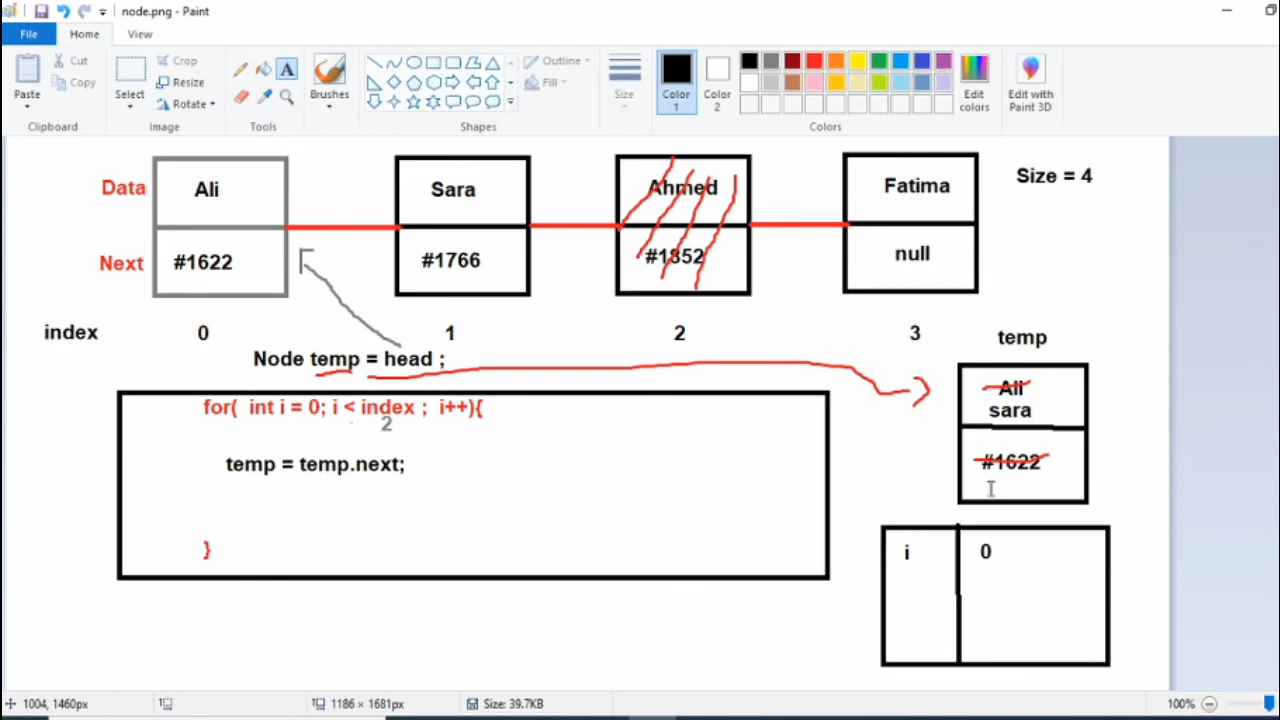 node.png - Paint
File Home View
Paste
Cut
Copy
Clipboard
Select
Crop
Resize
Rotate
Image
A
Tools
Brushes
Shapes
Outline
Fill
Size
Color 1
Color 2
Colors
Edit colors
Edit with Paint 3D
Data Ali Sara Ahmed Fatima Size = 4
Next #1622 #1766 #1852 null
index 0 1 2 3 temp
Node temp = head ;
for( int i = 0; i < index ; i++){
2
temp = temp.next;
}
Ali
sara
#1622
i 0
1004, 1460px 1186 × 1681px Size: 39.7KB 100%